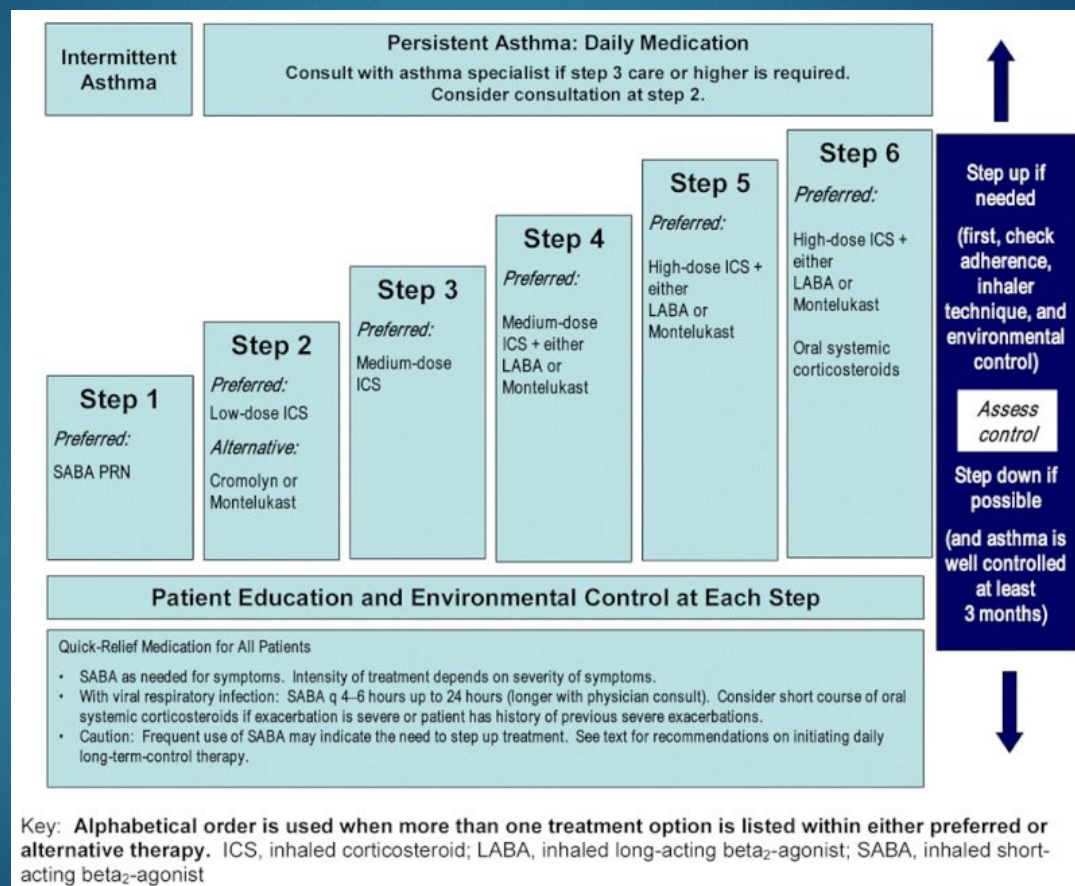 Intermittent
Asthma
Persistent Asthma: Daily Medication
Consult with asthma specialist if step 3 care or higher is required.
Consider consultation at step 2.
Step 1
Preferred:
SABA PRN
Step 2
Preferred:
Low-dose ICS
Alternative:
Cromolyn or
Montelukast
Step 3
Preferred:
Medium-dose
ICS
Step 4
Preferred:
Medium-dose
ICS + either
LABA or
Montelukast
Step 5
Preferred:
High-dose ICS +
either
LABA or
Montelukast
Step 6
Preferred:
High-dose ICS +
either
LABA or
Montelukast
Oral systemic
corticosteroids
Step up if
needed
(first, check
adherence,
inhaler
technique, and
environmental
control)
Assess
control
Step down if
possible
(and asthma is
well controlled
at least
3 months)
Patient Education and Environmental Control at Each Step
Quick-Relief Medication for All Patients
• SABA as needed for symptoms. Intensity of treatment depends on severity of symptoms.
• With viral respiratory infection: SABA q 4–6 hours up to 24 hours (longer with physician consult). Consider short course of oral
systemic corticosteroids if exacerbation is severe or patient has history of previous severe exacerbations.
• Caution: Frequent use of SABA may indicate the need to step up treatment. See text for recommendations on initiating daily
long-term-control therapy.
Key: Alphabetical order is used when more than one treatment option is listed within either preferred or
alternative therapy. ICS, inhaled corticosteroid; LABA, inhaled long-acting beta₂-agonist; SABA, inhaled short-
acting beta₂-agonist